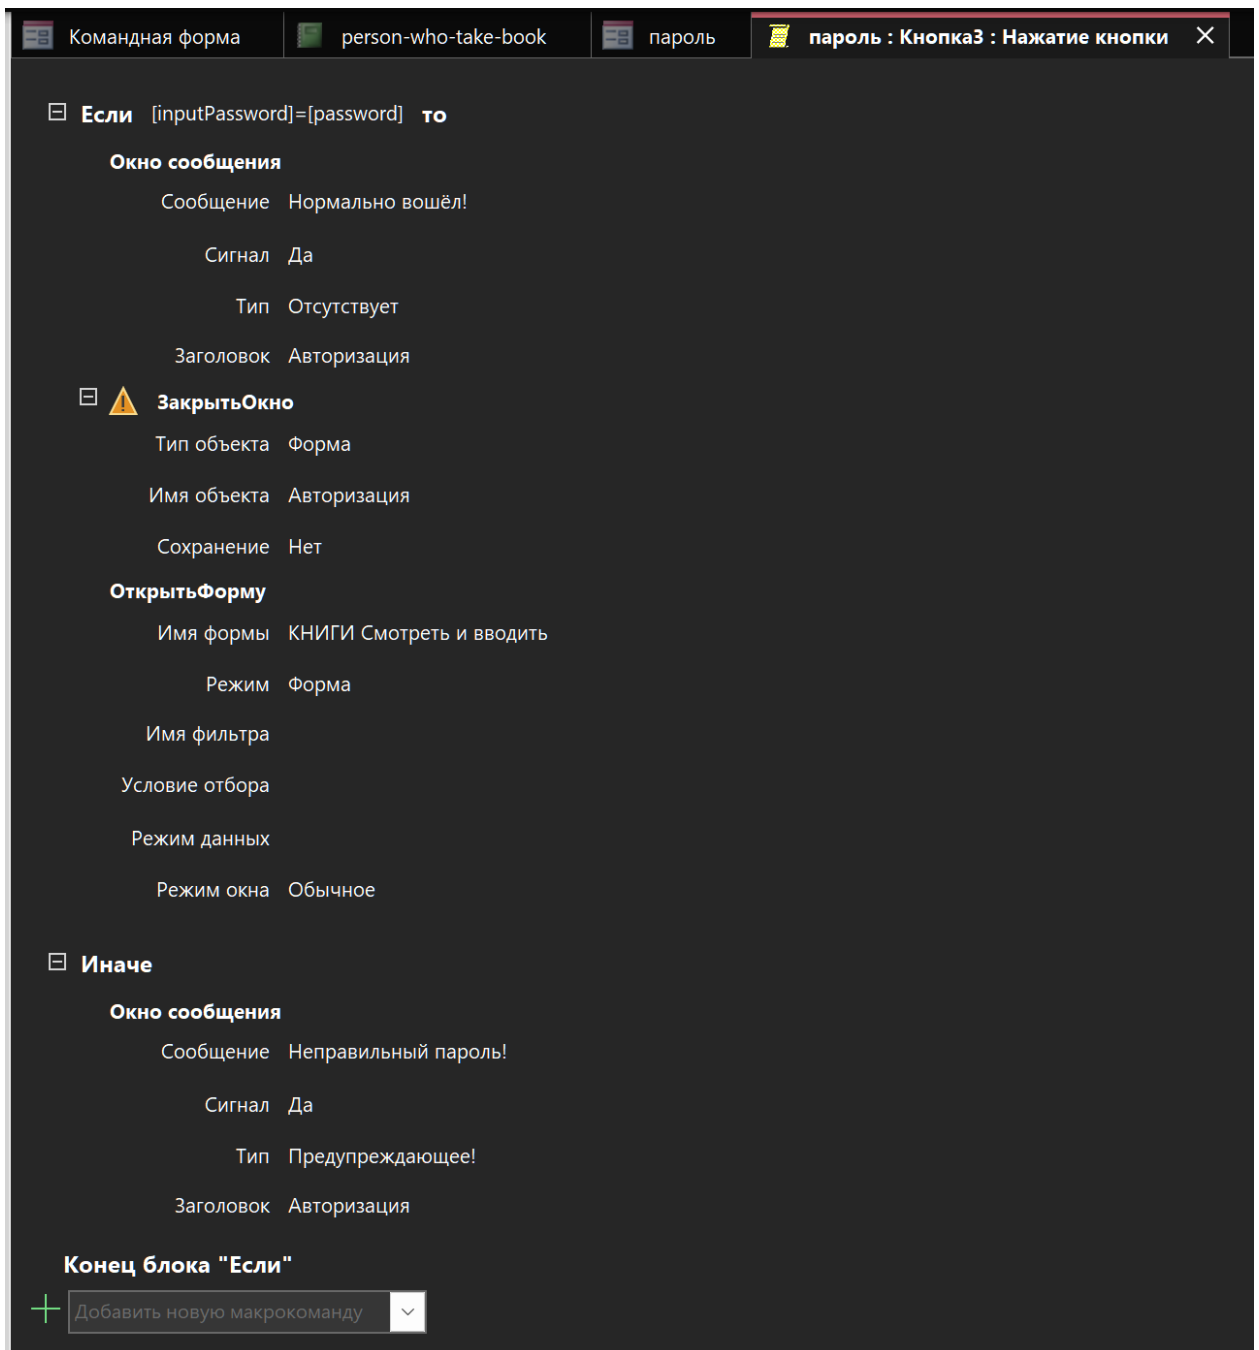 Командная форма person-who-take-book пароль пароль : Кнопка3 : Нажатие кнопки
Если [inputPassword]=[password] то
Окно сообщения
Сообщение Нормально вошёл!
Сигнал Да
Тип Отсутствует
Заголовок Авторизация
ЗакрытьОкно
Тип объекта Форма
Имя объекта Авторизация
Сохранение Нет
ОткрытьФорму
Имя формы КНИГИ Смотреть и вводить
Режим Форма
Имя фильтра
Условие отбора
Режим данных
Режим окна Обычное
Иначе
Окно сообщения
Сообщение Неправильный пароль!
Сигнал Да
Тип Предупреждающее!
Заголовок Авторизация
Конец блока "Если"
Добавить новую макрокоманду